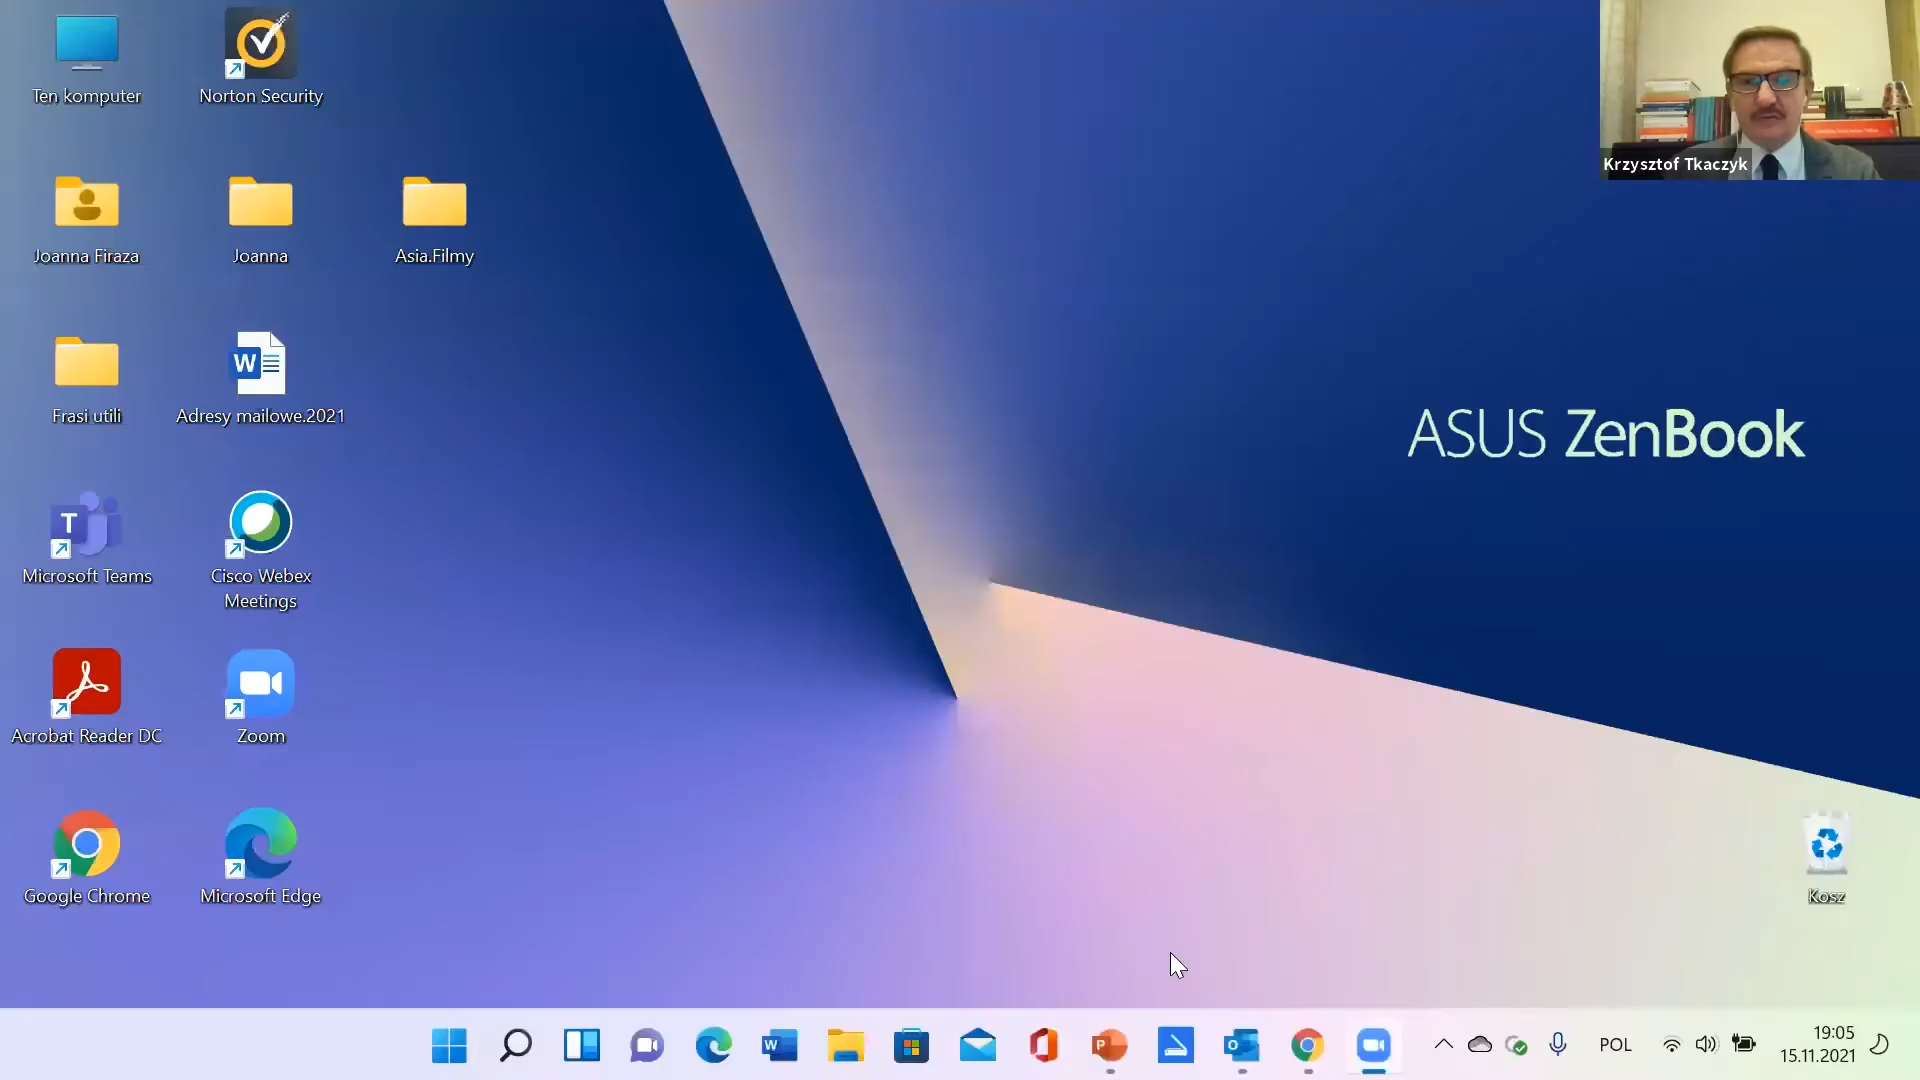 Ten komputer
Norton Security
Krzysztof Tkaczyk
Joanna Firaza
Joanna
Asia.Filmy
Frasi utili
Adresy mailowe.2021
ASUS ZenBook
Microsoft Teams
Cisco Webex
Meetings
Acrobat Reader DC
Zoom
Google Chrome
Microsoft Edge
Kosz
POL
19:05
15.11.2021